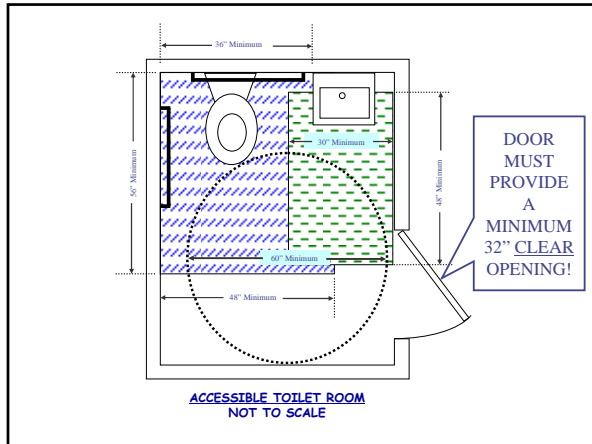 36" Minimum
56" Minimum
30" Minimum
48" Minimum
60" Minimum
48" Minimum
DOOR
MUST
PROVIDE
A
MINIMUM
32" CLEAR
OPENING!
ACCESSIBLE TOILET ROOM
NOT TO SCALE